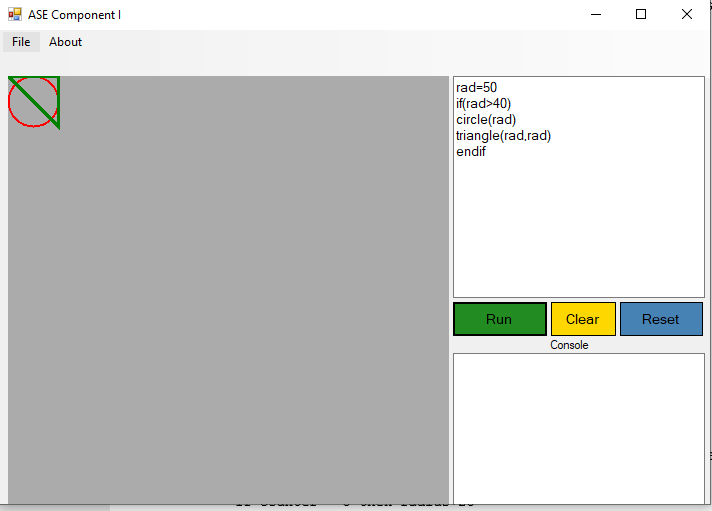 ASE Component I
File About
rad=50
if(rad>40)
circle(rad)
triangle(rad,rad)
endif
Run Clear Reset
Console